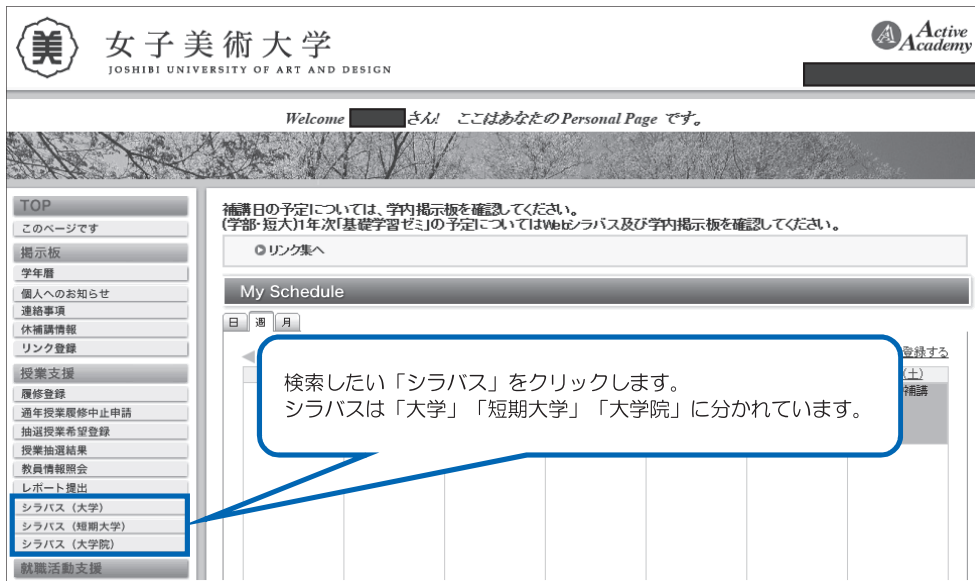 美
女子美術大学
JOSHIBI UNIVERSITY OF ART AND DESIGN
A Active Academy
Welcome さん! ここはあなたの Personal Page です。
TOP
このページです
掲示板
学年暦
個人へのお知らせ
連絡事項
休補講情報
リンク登録
授業支援
履修登録
通年授業履修中止申請
抽選授業希望登録
授業抽選結果
教員情報照会
レポート提出
シラバス（大学）
シラバス（短期大学）
シラバス（大学院）
就職活動支援
補講日の予定については、学内掲示板を確認してください。
(学部・短大)1年次「基礎学習ゼミ」の予定についてはWebシラバス及び学内掲示板を確認してください。
リンク集へ
My Schedule
日 週 月
登録する
(土)
補講
検索したい「シラバス」をクリックします。
シラバスは「大学」「短期大学」「大学院」に分かれています。